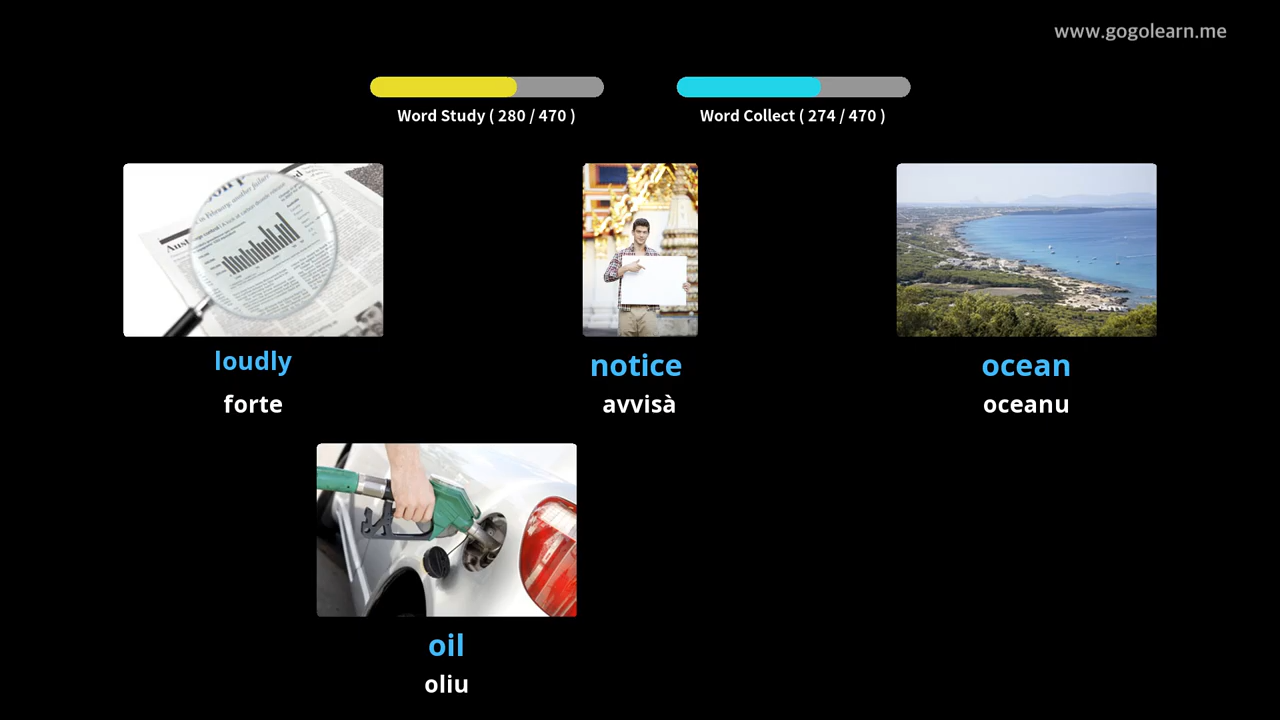 www.gogolearn.me
Word Study ( 280 / 470 )
Word Collect ( 274 / 470 )
loudly
forte
notice
avvisà
ocean
oceanu
oil
oliu